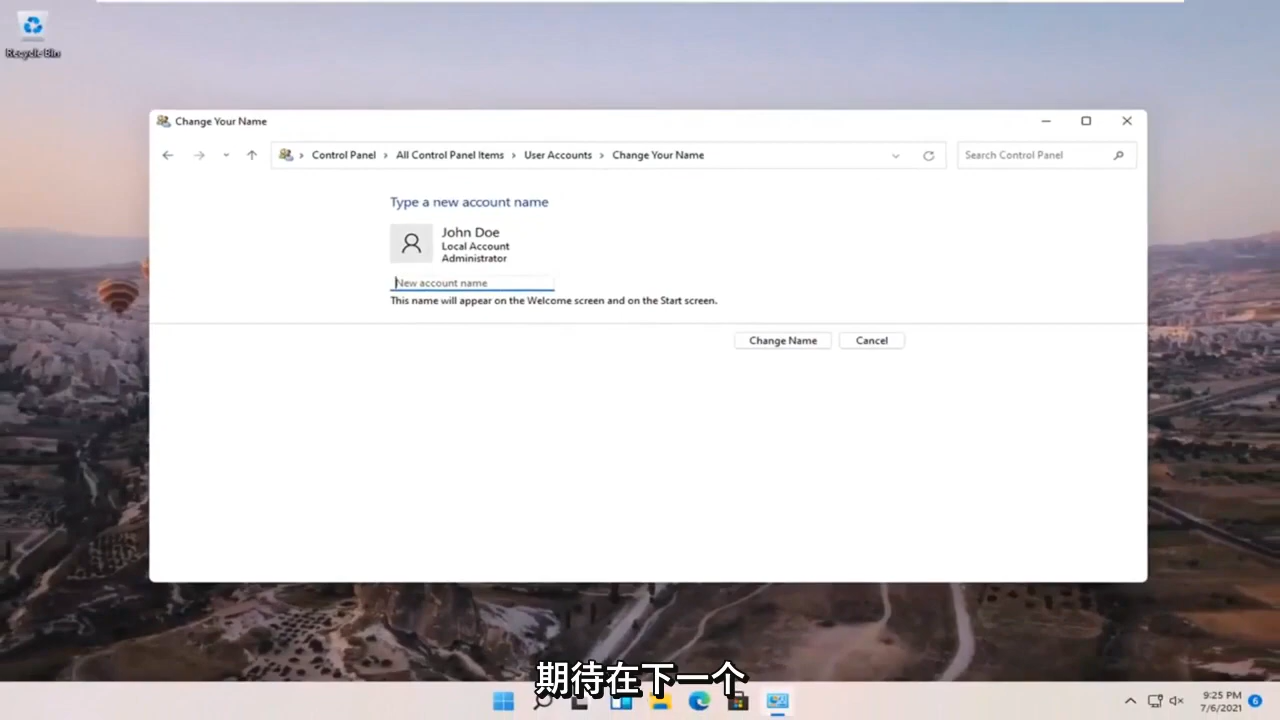 Recycle Bin
Change Your Name
Control Panel > All Control Panel Items > User Accounts > Change Your Name
Search Control Panel
Type a new account name
John Doe
Local Account
Administrator
New account name
This name will appear on the Welcome screen and on the Start screen.
Change Name
Cancel
期待在下一个
9:25 PM
7/6/2021
6